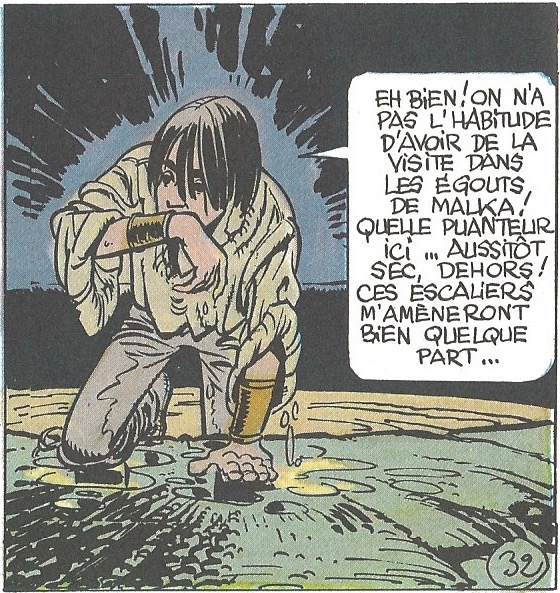 EH BIEN! ON N'A
PAS L'HABITUDE
D'AVOIR DE LA
VISITE DANS
LES ÉGOUTS
DE MALKA!
QUELLE PUANTEUR
ICI... AUSSITÔT
SEC, DEHORS!
CES ESCALIERS
M'AMÈNERONT
BIEN QUELQUE
PART...
32